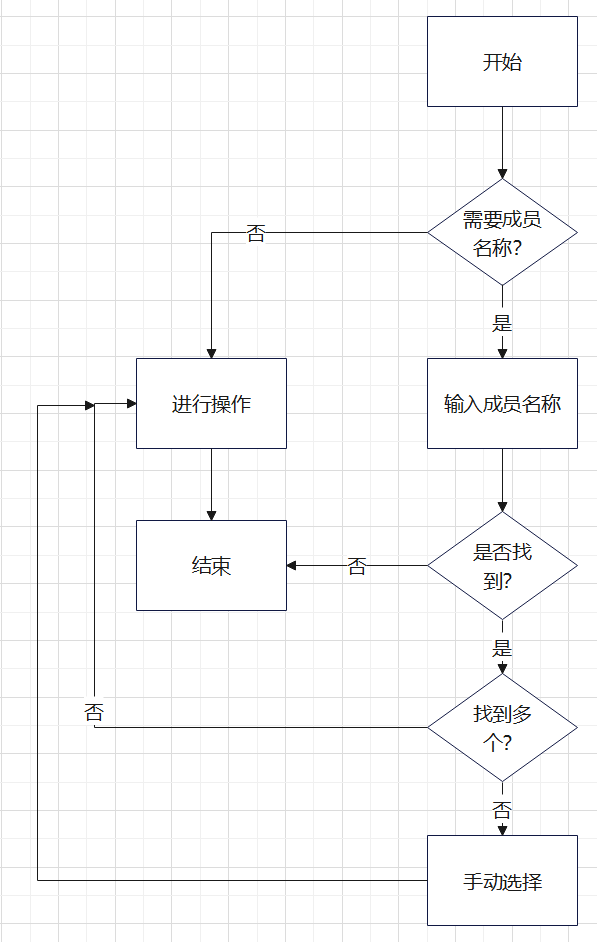 开始
需要成员
名称?
否
是
进行操作
输入成员名称
是否找
到?
否
结束
是
找到多
个?
否
否
手动选择